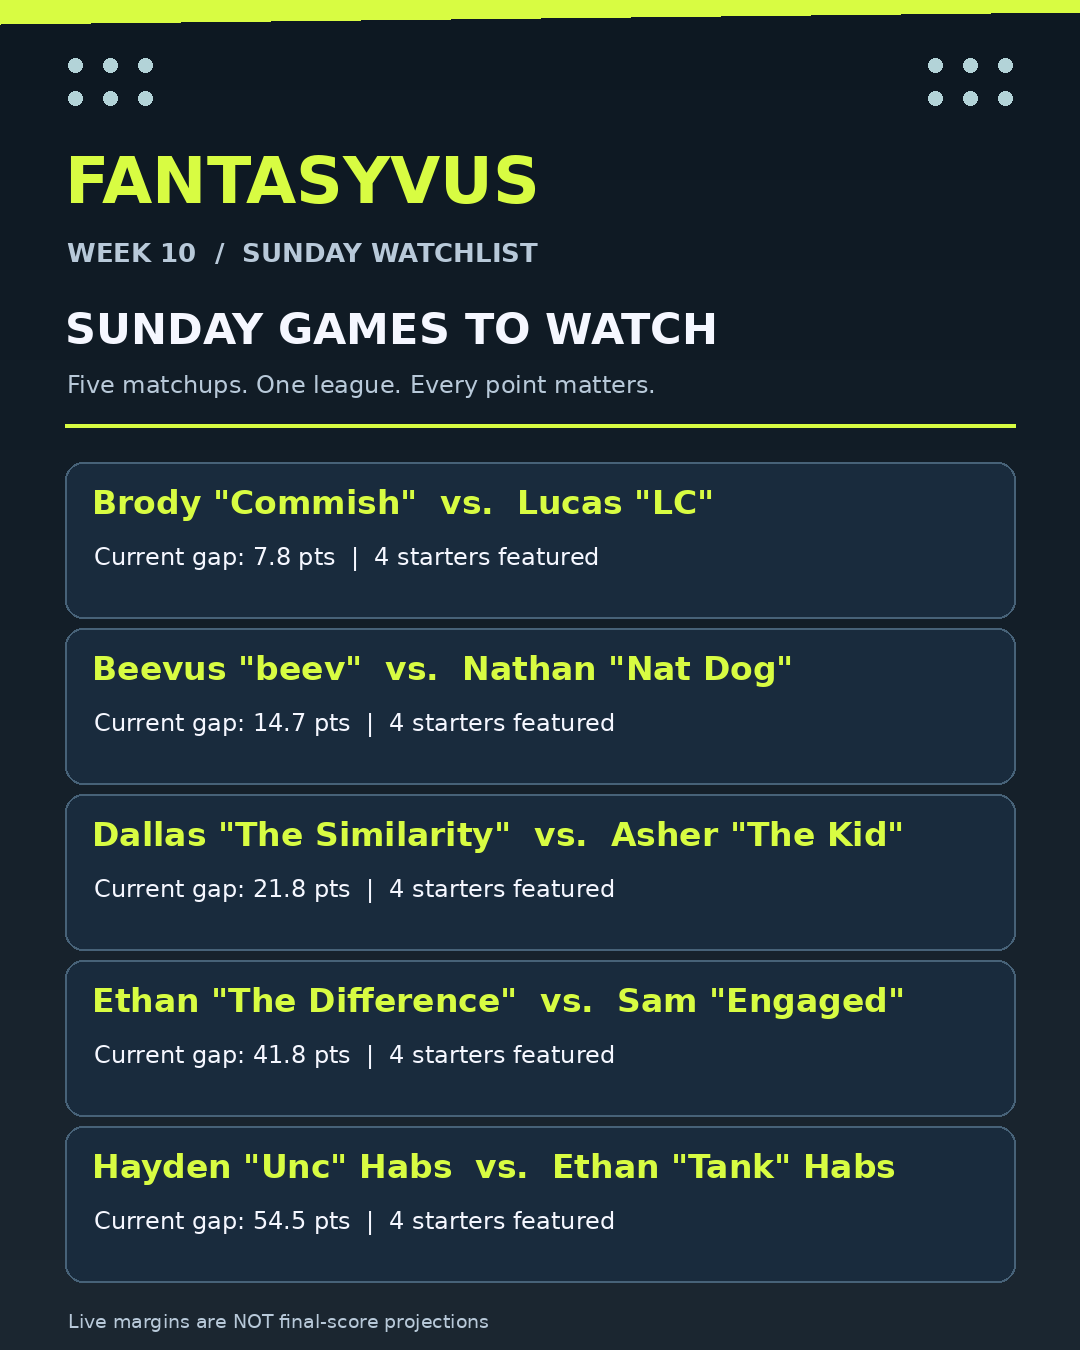 FANTASYVUS
WEEK 10 / SUNDAY WATCHLIST
SUNDAY GAMES TO WATCH
Five matchups. One league. Every point matters.
Brody "Commish" vs. Lucas "LC"
Current gap: 7.8 pts | 4 starters featured
Beevus "beev" vs. Nathan "Nat Dog"
Current gap: 14.7 pts | 4 starters featured
Dallas "The Similarity" vs. Asher "The Kid"
Current gap: 21.8 pts | 4 starters featured
Ethan "The Difference" vs. Sam "Engaged"
Current gap: 41.8 pts | 4 starters featured
Hayden "Unc" Habs vs. Ethan "Tank" Habs
Current gap: 54.5 pts | 4 starters featured
Live margins are NOT final-score projections